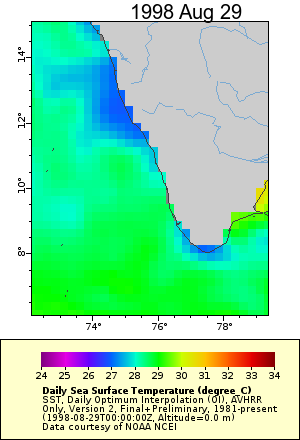 1998 Aug 29
14°
12°
10°
8°
74° 76° 78°
24 25 26 27 28 29 30 31 32 33 34
Daily Sea Surface Temperature (degree_C)
SST, Daily Optimum Interpolation (OI), AVHRR
Only, Version 2, Final+Preliminary, 1981-present
(1998-08-29T00:00:00Z, Altitude=0.0 m)
Data courtesy of NOAA NCEI